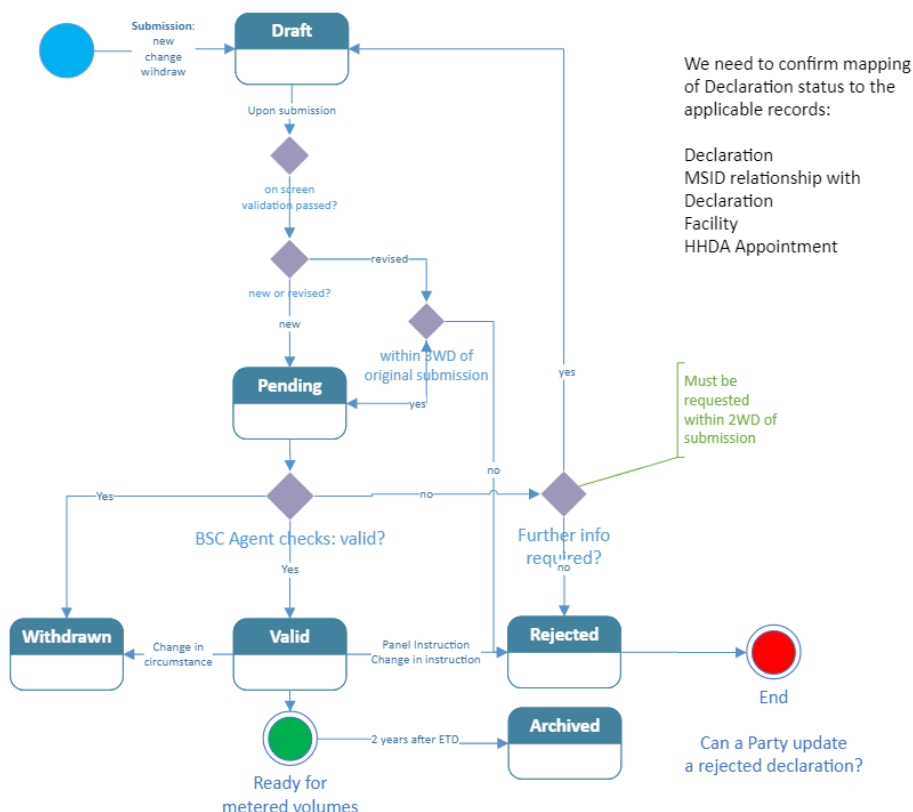 Submission:
new
change
wihdraw
Draft
We need to confirm mapping
of Declaration status to the
applicable records:
Declaration
MSID relationship with
Declaration
Facility
HHDA Appointment
Upon submission
on screen
validation passed?
revised
new or revised?
new
within 3WD of
original submission
yes
Must be
requested
within 2WD of
submission
Pending
yes
no
Yes
no
BSC Agent checks: valid?
Further info
required?
Yes
no
Withdrawn
Change in
circumstance
Valid
Panel Instruction
Change in instruction
Rejected
End
2 years after ETD
Archived
Ready for
metered volumes
Can a Party update
a rejected declaration?